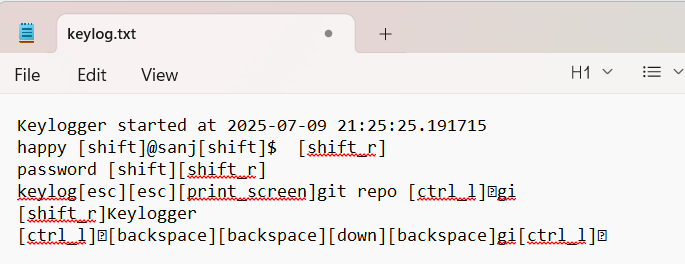 keylog.txt
File Edit View H1
Keylogger started at 2025-07-09 21:25:25.191715
happy [shift]@sanj[shift]$  [shift_r]
password [shift][shift_r]
keylog[esc][esc][print_screen]git repo [ctrl_l]gi
[shift_r]Keylogger
[ctrl_l][backspace][backspace][down][backspace]gi[ctrl_l]